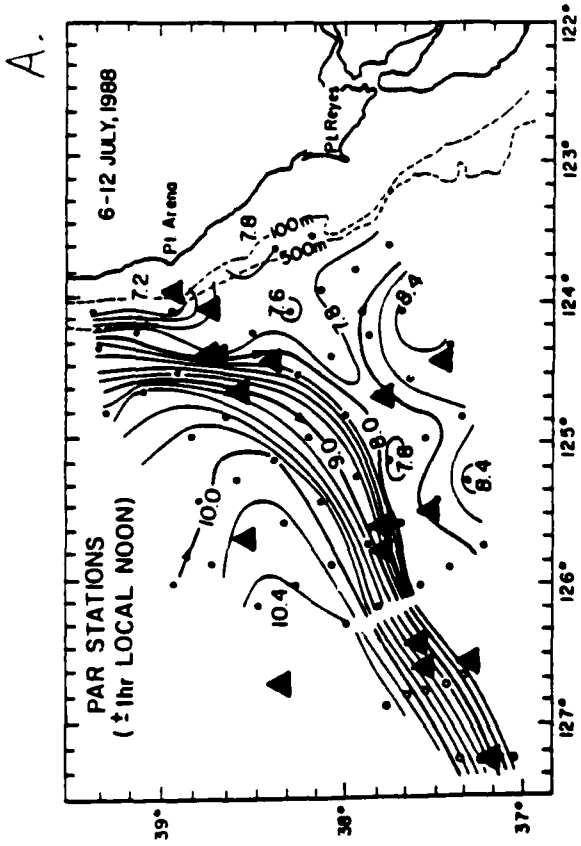 A.
PAR STATIONS
(±1hr LOCAL NOON)
6-12 JULY, 1988
Pt Arena
Pt Reyes
100m
500m
7.2
7.8
7.6
7.8
8.4
8.0
7.8
8.4
9.0
10.0
10.4
39°
38°
37°
127°
126°
125°
124°
123°
122°